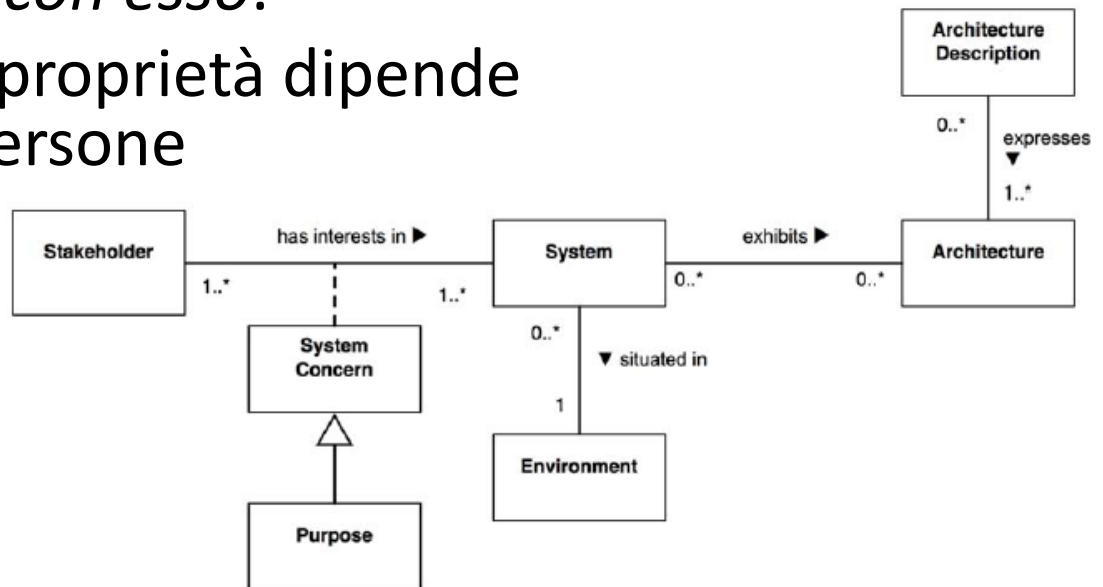 con esso.
proprietà dipende
ersone
Architecture
Description
0..*
expresses
▼
1..*
Stakeholder
has interests in ►
System
exhibits ►
Architecture
1..*
1..*
0..*
0..*
System
Concern
0..*
▼ situated in
1
Environment
Purpose